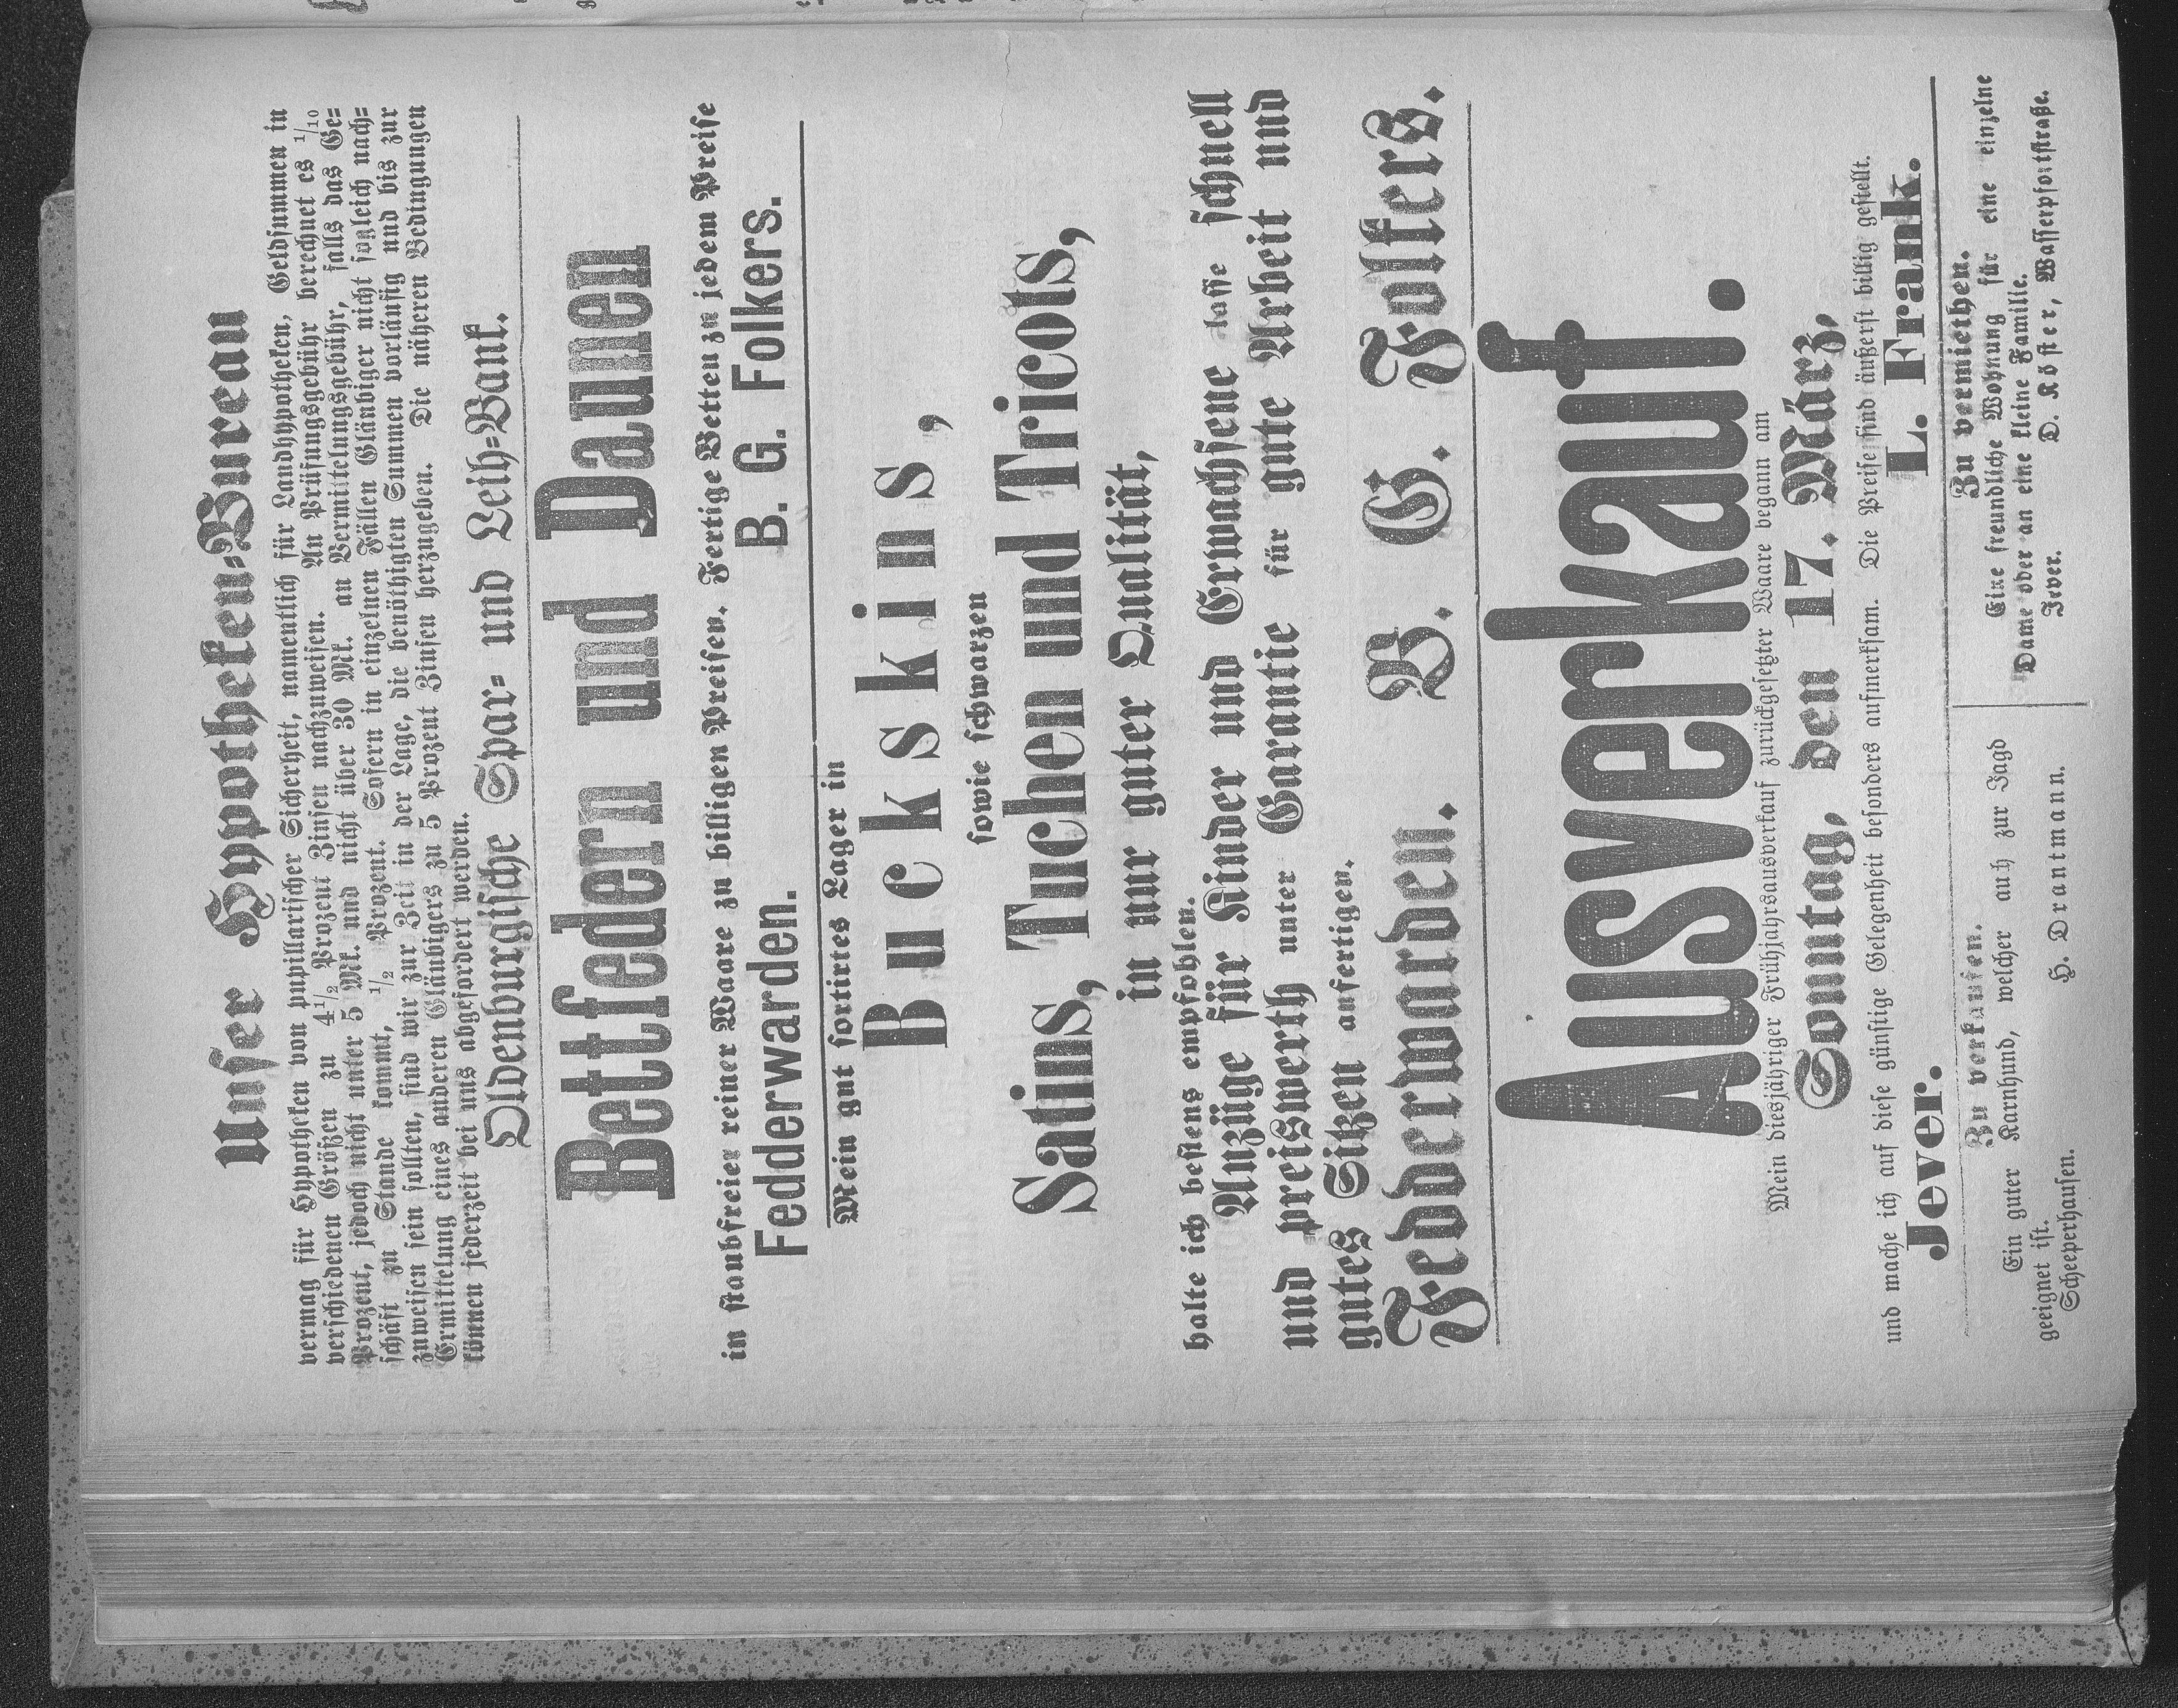 Unser Hypotheken-Bureau
vermag für Hypotheken von pupillarischer Sicherheit, namentlich für Landhypotheken, Geldsummen in
verschiedenen Größen zu 4 1/2 Prozent Zinsen nachzuweisen. An Prüfungsgebühr berechnet es 1/10
Prozent, jedoch nicht unter 5 Mk. und nicht über 30 Mk. an Vermittelungsgebühr, falls das Ge-
schäft zu Stande kommt, 1/2 Prozent. Sofern in einzelnen Fällen Gläubiger nicht sogleich nach-
zuweisen sein sollten, sind wir zur Zeit in der Lage, die benöthigten Summen vorläufig und bis zur
Ermittelung eines anderen Gläubigers zu 5 Prozent Zinsen herzugeben. Die näheren Bedingungen
können jederzeit bei uns abgefordert werden.
Oldenburgische Spar- und Leih-Bank.
Bettfedern und Daunen
in staubfreier reiner Waare zu billigen Preisen. Fertige Betten zu jedem Preise
Fedderwarden. B. G. Folkers.
Mein gut sortirtes Lager in
Buckskins,
sowie schwarzen
Satins, Tuchen und Tricots,
in nur guter Qualität,
halte ich bestens empfohlen.
Anzüge für Kinder und Erwachsene lasse schnell
und preiswerth unter Garantie für gute Arbeit und
gutes Sitzen anfertigen.
Fedderwarden. B. G. Folkers.
Ausverkauf.
Mein diesjähriger Frühjahrsausverkauf zurückgesetzter Waare begann am
Sonntag, den 17. März,
und mache ich auf diese günstige Gelegenheit besonders aufmerksam. Die Preise sind äußerst billig gestellt.
Jever. L. Frank.
Zu verkaufen.
Ein guter Karnhund, welcher auch zur Jagd
geeignet ist.
Scheeperhausen. H. Drantmann.
Zu vermiethen.
Eine freundliche Wohnung für eine einzelne
Dame oder an eine kleine Familie.
Jever. D. Köster, Wasserpfortstraße.